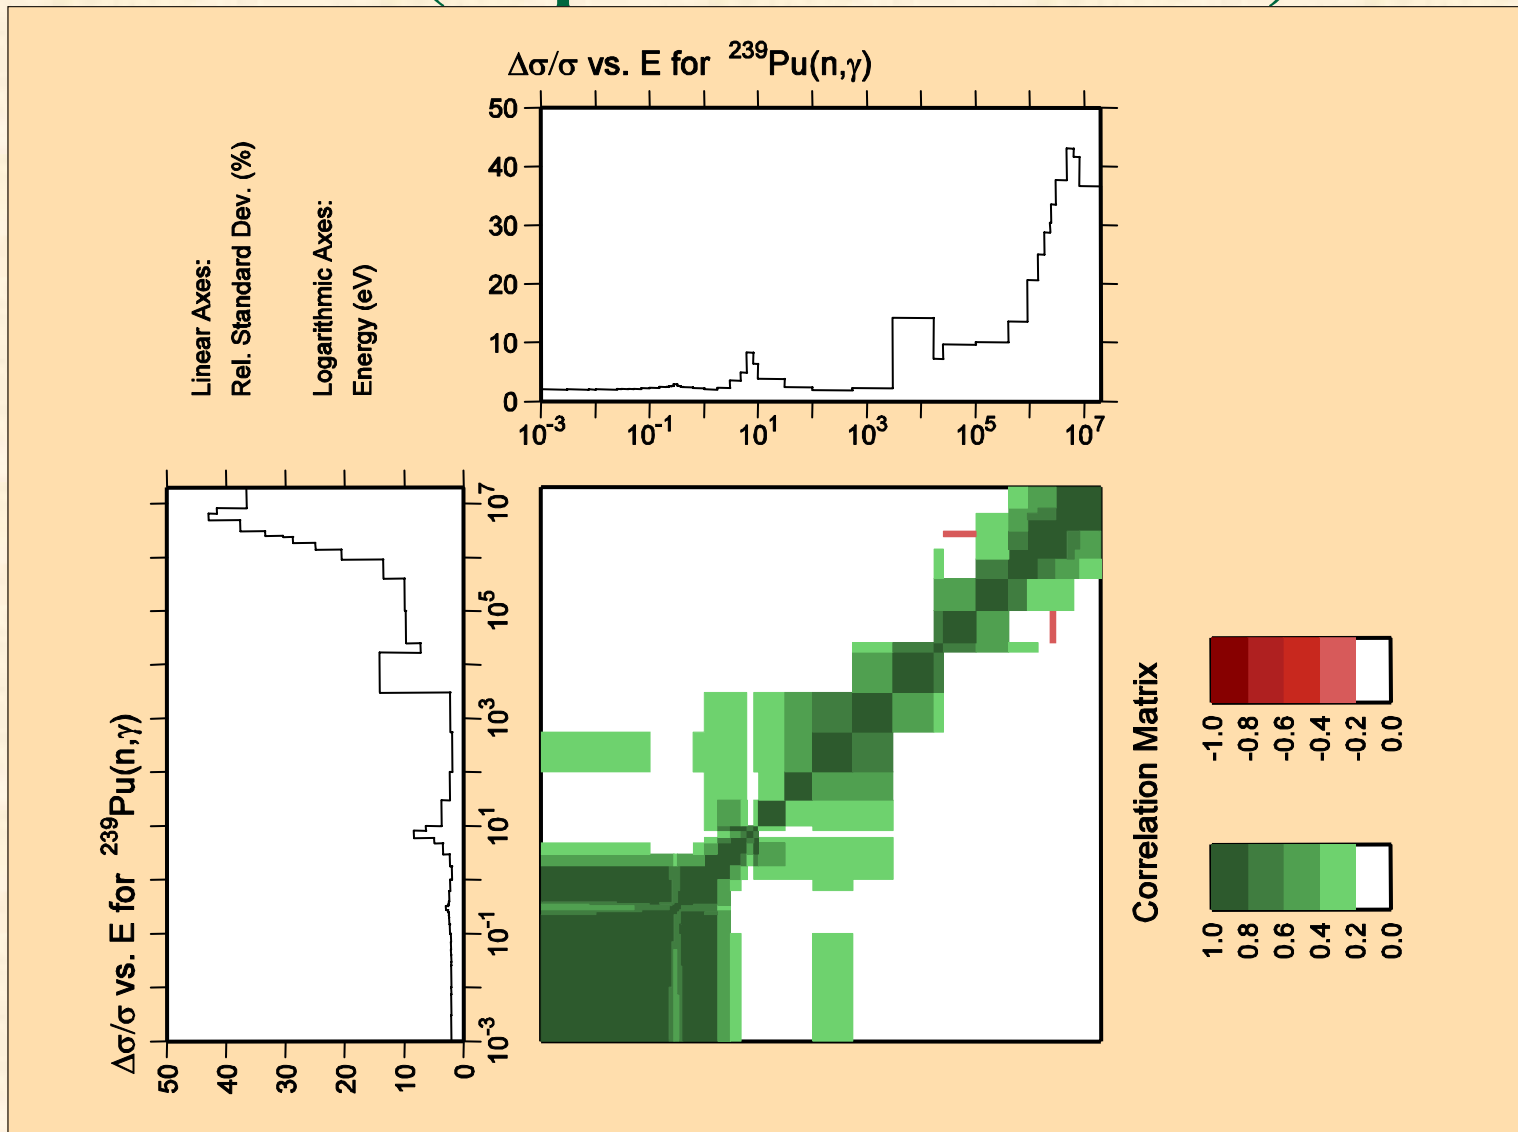 Δσ/σ vs. E for ²³⁹Pu(n,γ)
50
40
30
20
10
0
10⁻³ 10⁻¹ 10¹ 10³ 10⁵ 10⁷
Linear Axes:
Rel. Standard Dev. (%)
Logarithmic Axes:
Energy (eV)
Δσ/σ vs. E for ²³⁹Pu(n,γ)
10⁷
10⁵
10³
10¹
10⁻¹
10⁻³
50 40 30 20 10 0
Correlation Matrix
-1.0 -0.8 -0.6 -0.4 -0.2 0.0
1.0 0.8 0.6 0.4 0.2 0.0